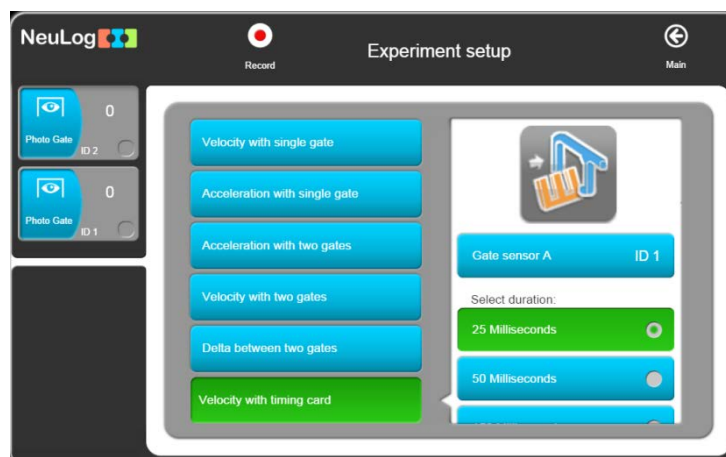 NeuLog
Record
Experiment setup
Main
0
Photo Gate
ID 2
0
Photo Gate
ID 1
Velocity with single gate
Acceleration with single gate
Acceleration with two gates
Velocity with two gates
Delta between two gates
Velocity with timing card
Gate sensor A ID 1
Select duration:
25 Milliseconds
50 Milliseconds